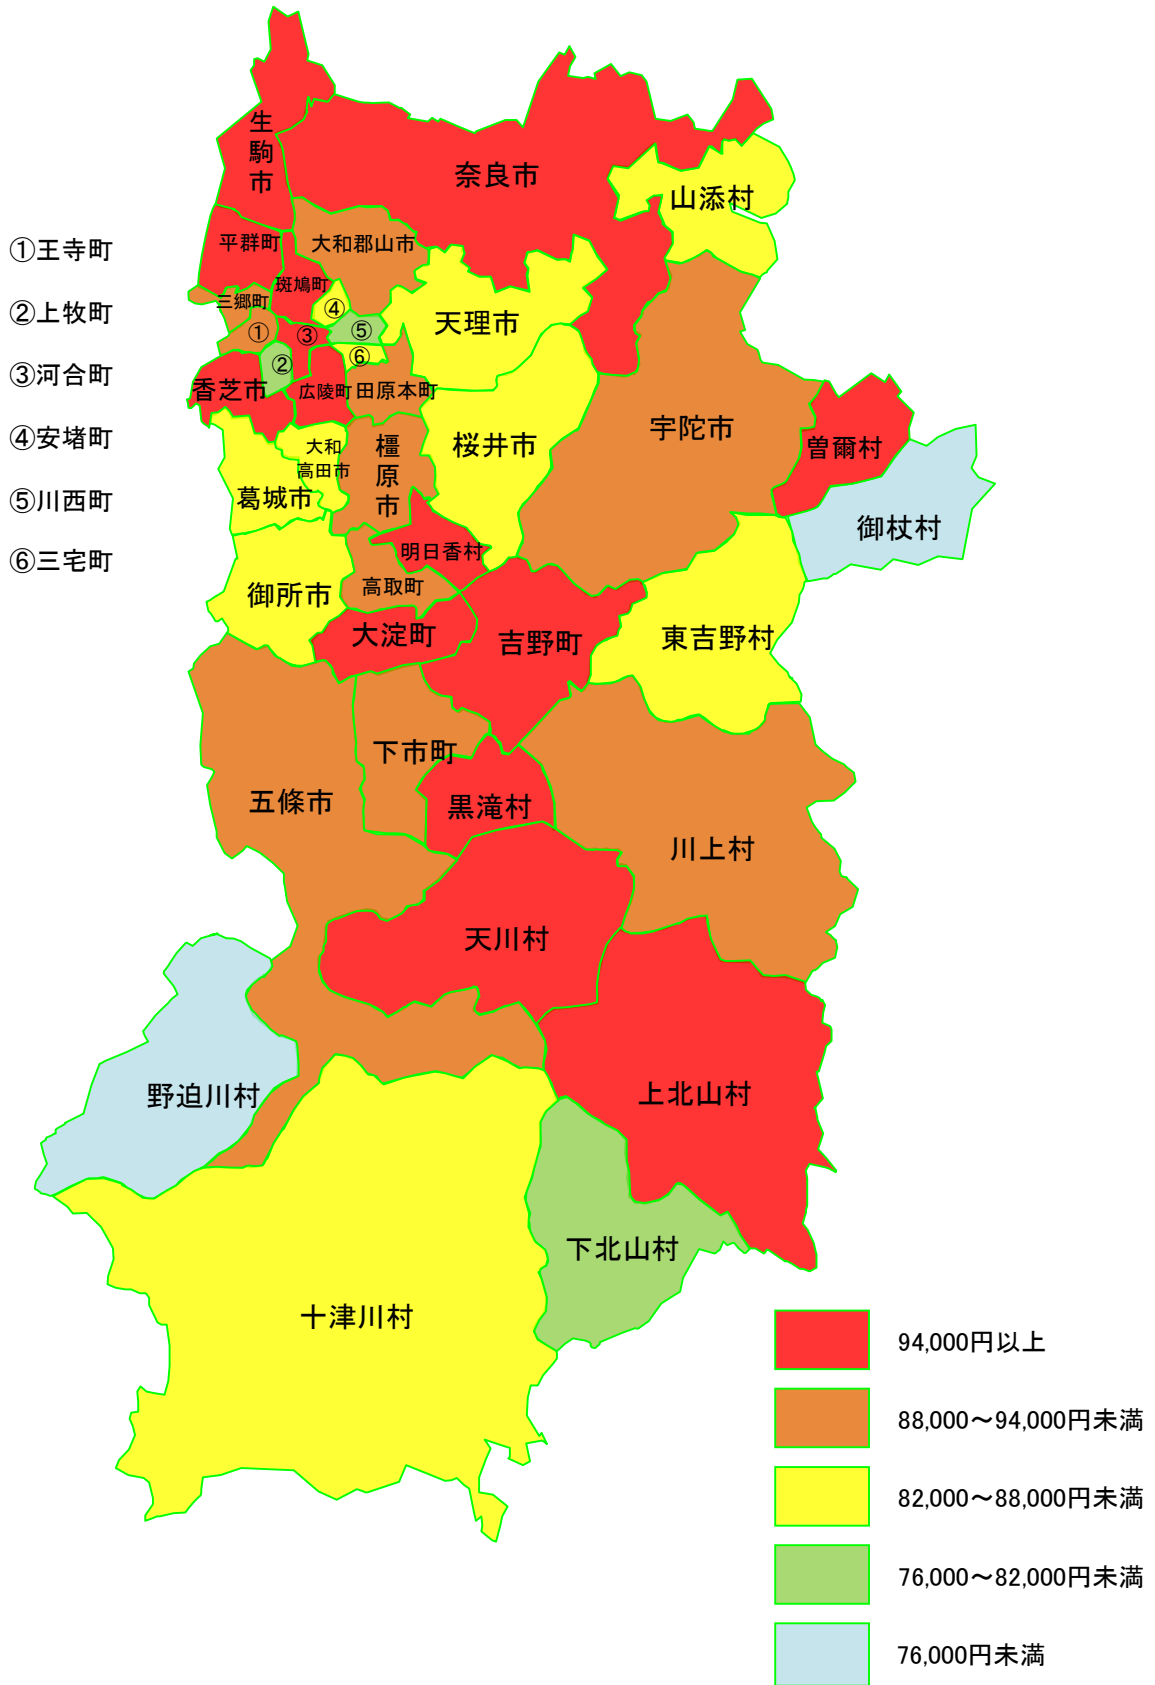 生駒市
奈良市
山添村
平群町
大和郡山市
①王寺町
斑鳩町
三郷町
②上牧町
④
天理市
⑤
①
③
⑥
②
③河合町
香芝市
広陵町
田原本町
宇陀市
④安堵町
大和
高田市
橿原市
桜井市
曽爾村
⑤川西町
葛城市
御杖村
⑥三宅町
明日香村
高取町
御所市
大淀町
吉野町
東吉野村
下市町
五條市
黒滝村
川上村
天川村
野迫川村
上北山村
下北山村
十津川村
94,000円以上
88,000～94,000円未満
82,000～88,000円未満
76,000～82,000円未満
76,000円未満